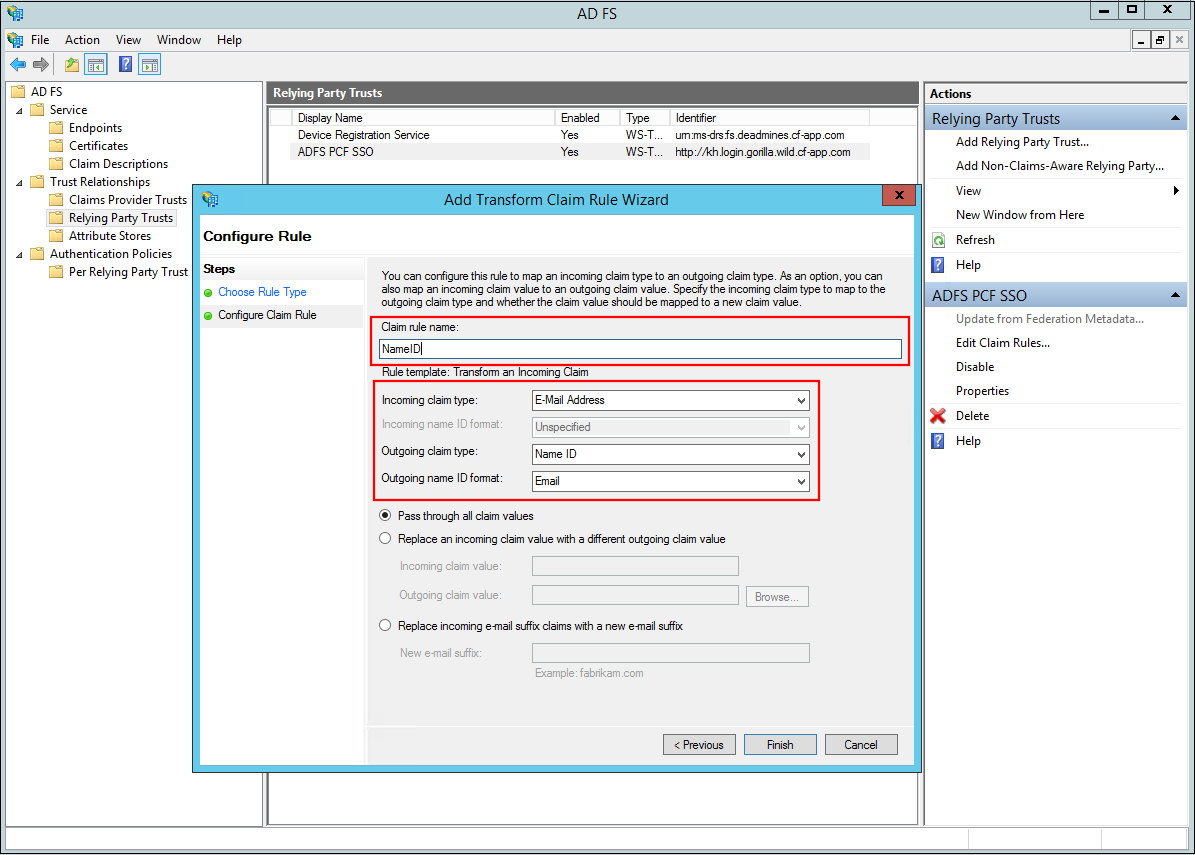 AD FS
File Action View Window Help
AD FS
Service
Endpoints
Certificates
Claim Descriptions
Trust Relationships
Claims Provider Trusts
Relying Party Trusts
Attribute Stores
Authentication Policies
Per Relying Party Trust
Relying Party Trusts
Display Name Enabled Type Identifier
Device Registration Service Yes WS-T... urn:ms-drs:fs.deadmines.cf-app.com
ADFS PCF SSO Yes WS-T... http://kh.login.gorilla.wild.cf-app.com
Add Transform Claim Rule Wizard
X
Configure Rule
Steps
Choose Rule Type
Configure Claim Rule
You can configure this rule to map an incoming claim type to an outgoing claim type. As an option, you can
also map an incoming claim value to an outgoing claim value. Specify the incoming claim type to map to the
outgoing claim type and whether the claim value should be mapped to a new claim value.
Claim rule name:
NameID
Rule template: Transform an Incoming Claim
Incoming claim type: E-Mail Address
Incoming name ID format: Unspecified
Outgoing claim type: Name ID
Outgoing name ID format: Email
Pass through all claim values
Replace an incoming claim value with a different outgoing claim value
Incoming claim value:
Outgoing claim value: Browse...
Replace incoming e-mail suffix claims with a new e-mail suffix
New e-mail suffix:
Example: fabrikam.com
< Previous Finish Cancel
Actions
Relying Party Trusts
Add Relying Party Trust...
Add Non-Claims-Aware Relying Party...
View
New Window from Here
Refresh
Help
ADFS PCF SSO
Update from Federation Metadata...
Edit Claim Rules...
Disable
Properties
Delete
Help